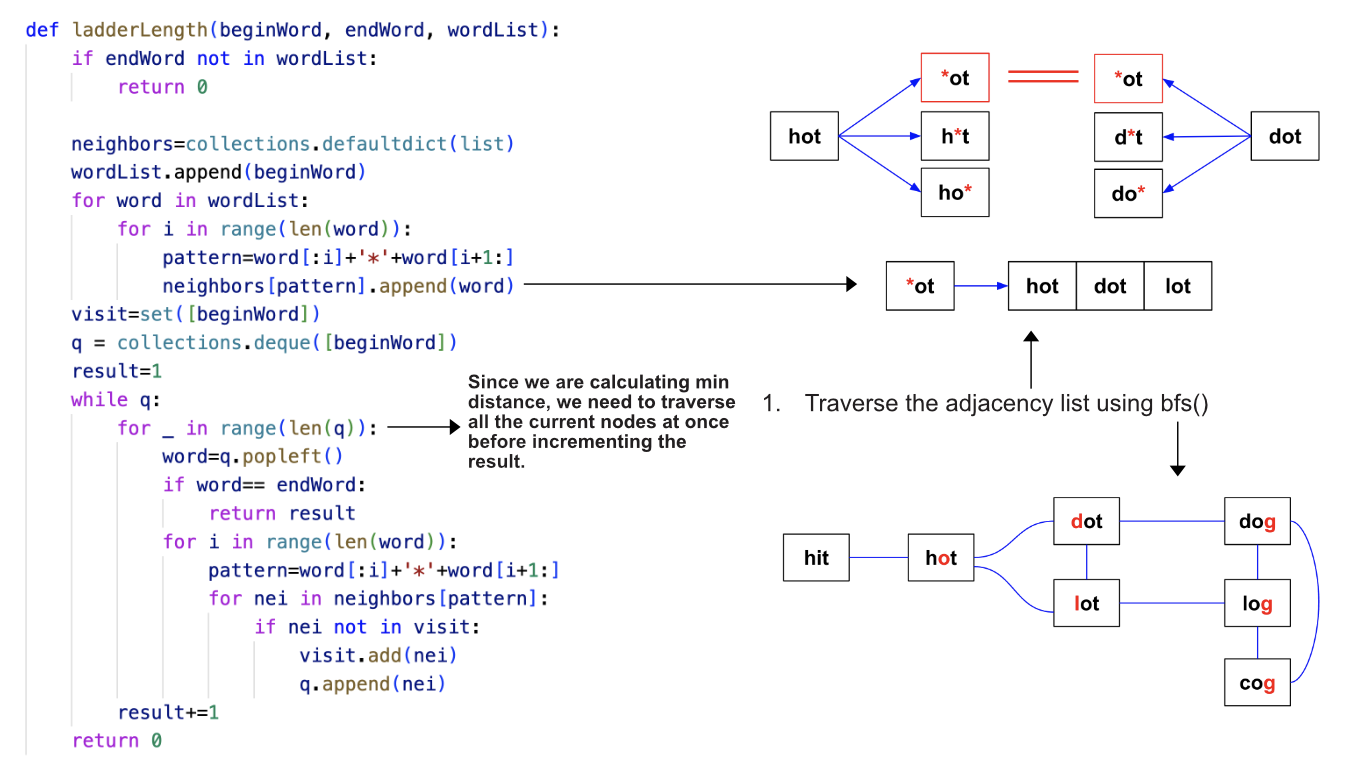 def ladderLength(beginWord, endWord, wordList):
    if endWord not in wordList:
        return 0
    neighbors=collections.defaultdict(list)
    wordList.append(beginWord)
    for word in wordList:
        for i in range(len(word)):
            pattern=word[:i]+'*'+word[i+1:]
            neighbors[pattern].append(word)
    visit=set([beginWord])
    q = collections.deque([beginWord])
    result=1
    while q:
        for _ in range(len(q)):
            word=q.popleft()
            if word== endWord:
                return result
            for i in range(len(word)):
                pattern=word[:i]+'*'+word[i+1:]
                for nei in neighbors[pattern]:
                    if nei not in visit:
                        visit.add(nei)
                        q.append(nei)
        result+=1
    return 0
Since we are calculating min
distance, we need to traverse
all the current nodes at once
before incrementing the
result.
*ot
*ot
hot
h*t
d*t
dot
ho*
do*
*ot
hot
dot
lot
1. Traverse the adjacency list using bfs()
dot
dog
hit
hot
lot
log
cog